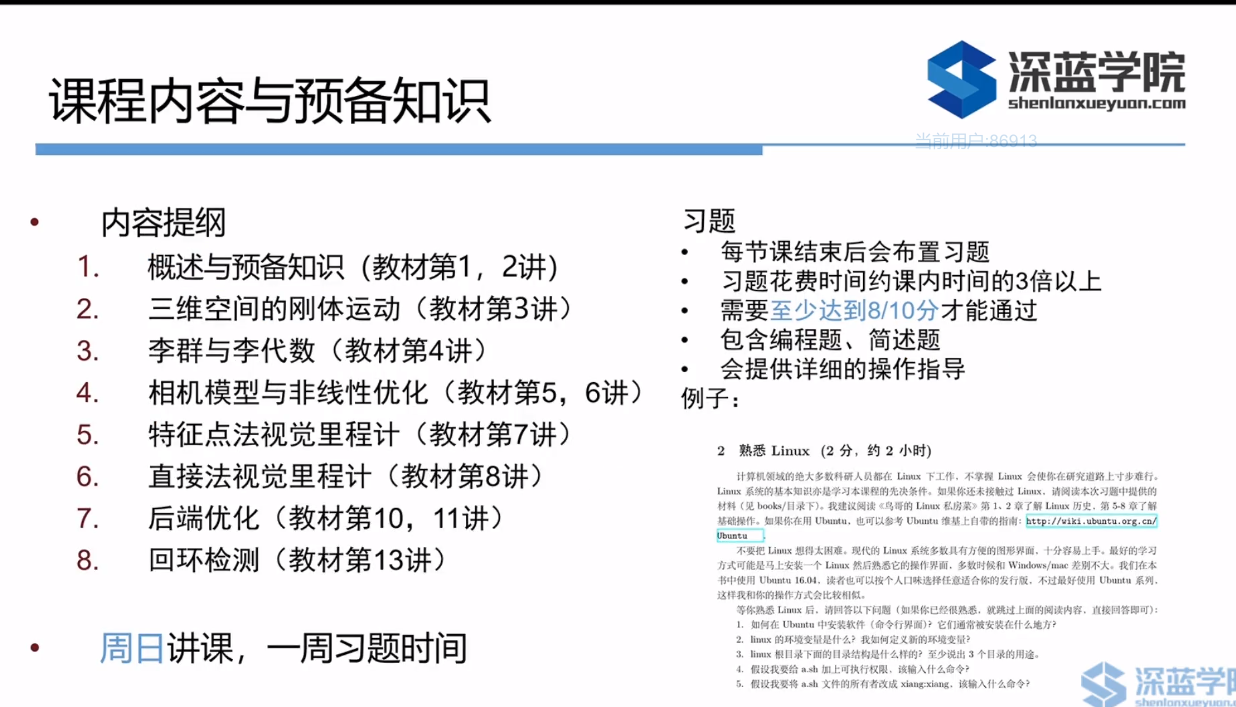 课程内容与预备知识
深蓝学院
shenlanxueyuan.com
当前用户:86913
• 内容提纲
1. 概述与预备知识（教材第1，2讲)
2. 三维空间的刚体运动（教材第3讲）
3. 李群与李代数（教材第4讲）
4. 相机模型与非线性优化（教材第5，6讲）
5. 特征点法视觉里程计（教材第7讲）
6. 直接法视觉里程计（教材第8讲）
7. 后端优化（教材第10，11讲）
8. 回环检测（教材第13讲）
• 周日讲课，一周习题时间
习题
• 每节课结束后会布置习题
• 习题花费时间约课内时间的3倍以上
• 需要至少达到8/10分才能通过
• 包含编程题、简述题
• 会提供详细的操作指导
例子：
2 熟悉 Linux (2 分，约 2 小时)
计算机领域的绝大多数科研人员都在 Linux 下工作，不掌握 Linux 会使你在研究道路上寸步难行。
Linux 系统的基本知识亦是学习本课程的先决条件。如果你还未接触过 Linux，请阅读本次习题中提供的
材料（见 books/目录下）。我建议阅读《鸟哥的 Linux 私房菜》第 1、2 章了解 Linux 历史，第 5-8 章了解
基础操作。如果你在用 Ubuntu，也可以参考 Ubuntu 维基上自带的指南：http://wiki.ubuntu.org.cn/
Ubuntu 。
不要把 Linux 想得太困难。现代的 Linux 系统多数具有方便的图形界面，十分容易上手。最好的学习
方式可能是马上安装一个 Linux 然后熟悉它的操作界面，多数时候和 Windows/mac 差别不大。我们在本
书中使用 Ubuntu 16.04，读者也可以按个人口味选择任意适合你的发行版，不过最好使用 Ubuntu 系列，
这样我和你的操作方式会比较相似。
等你熟悉 Linux 后，请回答以下问题（如果你已经很熟悉，就跳过上面的阅读内容，直接回答即可）：
1. 如何在 Ubuntu 中安装软件（命令行界面）？它们通常被安装在什么地方？
2. linux 的环境变量是什么？我如何定义新的环境变量？
3. linux 根目录下面的目录结构是什么样的？至少说出 3 个目录的用途。
4. 假设我要给 a.sh 加上可执行权限，该输入什么命令？
5. 假设我要将 a.sh 文件的所有者改成 xiang:xiang，该输入什么命令？
深蓝学院
shenlanxueyuan.com